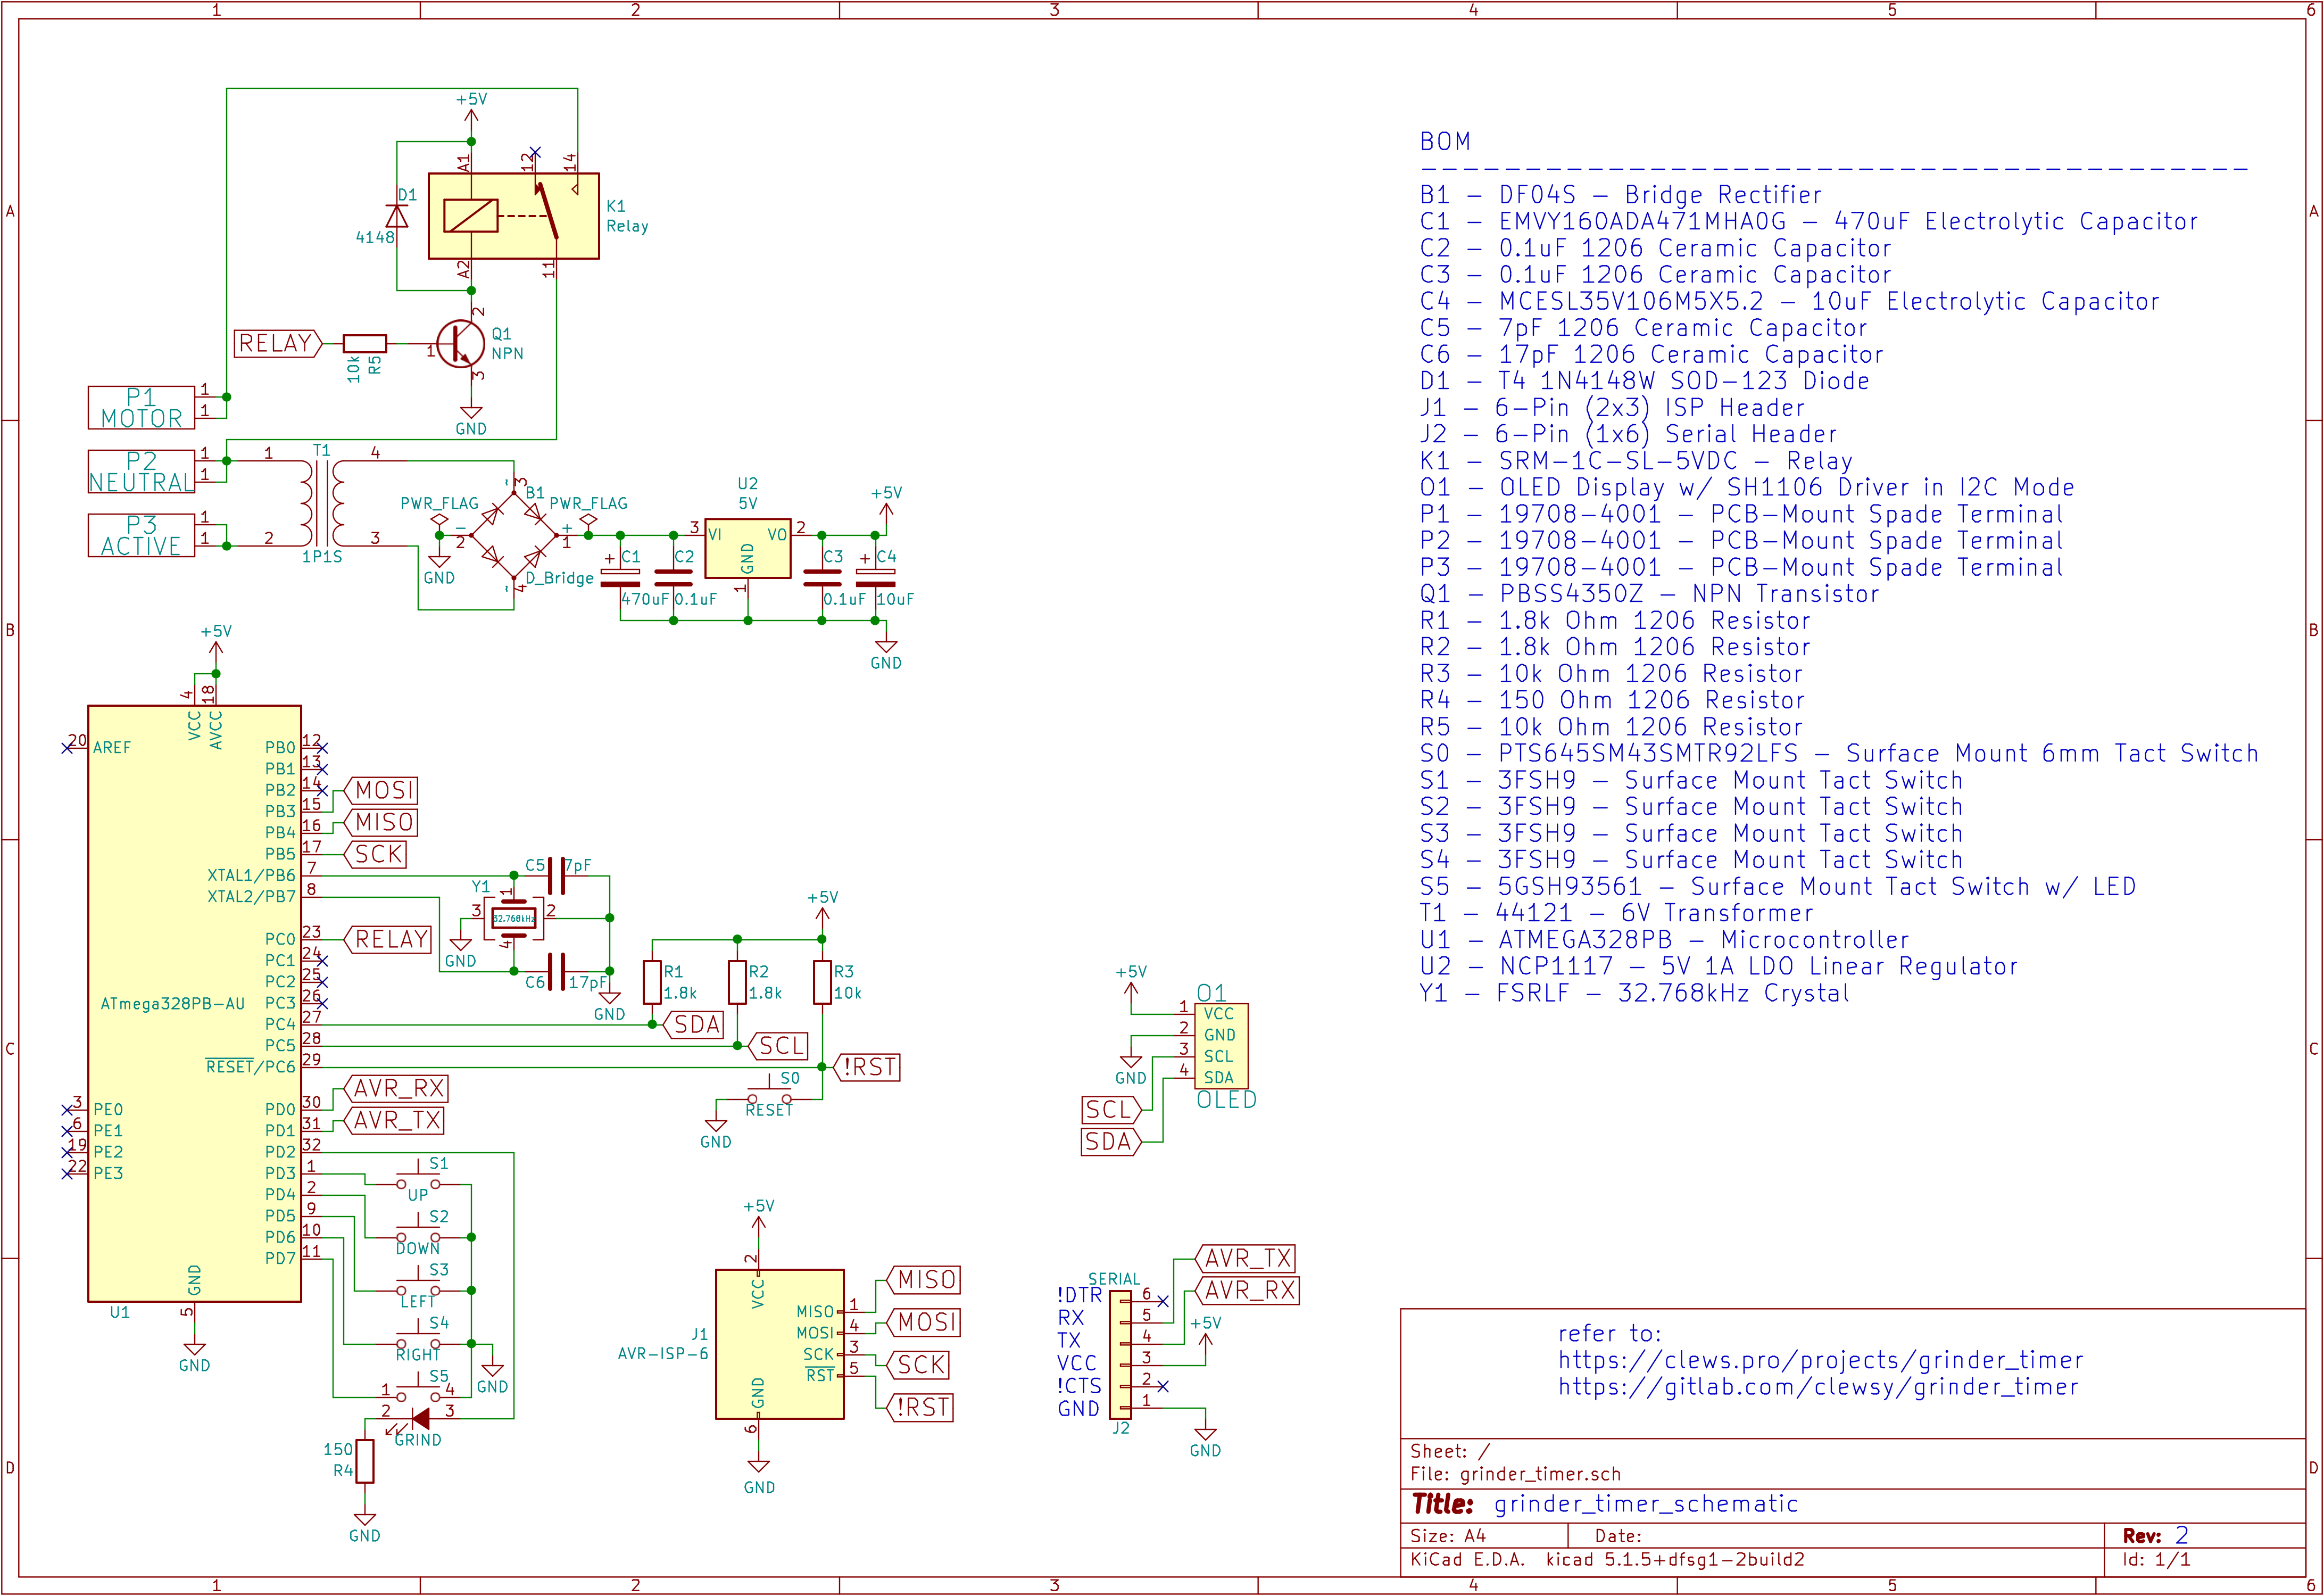 1 2 3 4 5 6
A
B
C
D
+5V
A1
12
14
D1
4148
K1
Relay
A2
11
2
RELAY
1
Q1
NPN
10k
R5
3
GND
P1
MOTOR
1
1
P2
NEUTRAL
1
1
P3
ACTIVE
1
1
T1
1
2
4
3
1P1S
PWR_FLAG
B1
PWR_FLAG
~
3
-
2
+
1
GND
~
4
D_Bridge
C1
470uF
C2
0.1uF
U2
5V
3
VI
VO
2
GND
1
C3
0.1uF
C4
10uF
+5V
GND
+5V
4
18
VCC
AVCC
20
AREF
PB0
12
PB1
13
PB2
14
PB3
15
MOSI
PB4
16
MISO
PB5
17
SCK
XTAL1/PB6
7
XTAL2/PB7
8
PC0
23
RELAY
PC1
24
PC2
25
PC3
26
ATmega328PB-AU
PC4
27
PC5
28
RESET/PC6
29
PD0
30
AVR_RX
PD1
31
AVR_TX
PD2
32
PD3
1
PD4
2
PD5
9
PD6
10
PD7
11
3
PE0
6
PE1
19
PE2
22
PE3
GND
U1
5
GND
C5
7pF
Y1
1
3
32.768kHz
2
4
GND
C6
17pF
GND
+5V
R1
1.8k
R2
1.8k
R3
10k
SDA
SCL
!RST
S0
RESET
GND
S1
UP
S2
DOWN
S3
LEFT
S4
RIGHT
GND
S5
1
4
2
3
GRIND
150
R4
GND
+5V
2
VCC
J1
AVR-ISP-6
MISO
1
MISO
MOSI
4
MOSI
SCK
3
SCK
RST
5
!RST
GND
6
GND
+5V
O1
1
VCC
2
GND
3
SCL
4
SDA
GND
OLED
SCL
SDA
AVR_TX
AVR_RX
SERIAL
!DTR
6
RX
5
TX
4
VCC
3
!CTS
2
GND
1
+5V
J2
GND
BOM
----------------------------------------
B1 - DF04S - Bridge Rectifier
C1 - EMVY160ADA471MHA0G - 470uF Electrolytic Capacitor
C2 - 0.1uF 1206 Ceramic Capacitor
C3 - 0.1uF 1206 Ceramic Capacitor
C4 - MCESL35V106M5X5.2 - 10uF Electrolytic Capacitor
C5 - 7pF 1206 Ceramic Capacitor
C6 - 17pF 1206 Ceramic Capacitor
D1 - T4 1N4148W SOD-123 Diode
J1 - 6-Pin (2x3) ISP Header
J2 - 6-Pin (1x6) Serial Header
K1 - SRM-1C-SL-5VDC - Relay
O1 - OLED Display w/ SH1106 Driver in I2C Mode
P1 - 19708-4001 - PCB-Mount Spade Terminal
P2 - 19708-4001 - PCB-Mount Spade Terminal
P3 - 19708-4001 - PCB-Mount Spade Terminal
Q1 - PBSS4350Z - NPN Transistor
R1 - 1.8k Ohm 1206 Resistor
R2 - 1.8k Ohm 1206 Resistor
R3 - 10k Ohm 1206 Resistor
R4 - 150 Ohm 1206 Resistor
R5 - 10k Ohm 1206 Resistor
S0 - PTS645SM43SMTR92LFS - Surface Mount 6mm Tact Switch
S1 - 3FSH9 - Surface Mount Tact Switch
S2 - 3FSH9 - Surface Mount Tact Switch
S3 - 3FSH9 - Surface Mount Tact Switch
S4 - 3FSH9 - Surface Mount Tact Switch
S5 - 5GSH93561 - Surface Mount Tact Switch w/ LED
T1 - 44121 - 6V Transformer
U1 - ATMEGA328PB - Microcontroller
U2 - NCP1117 - 5V 1A LDO Linear Regulator
Y1 - FSRLF - 32.768kHz Crystal
refer to:
https://clews.pro/projects/grinder_timer
https://gitlab.com/clewsy/grinder_timer
Sheet: /
File: grinder_timer.sch
Title: grinder_timer_schematic
Size: A4 Date: Rev: 2
KiCad E.D.A. kicad 5.1.5+dfsg1-2build2 Id: 1/1
A
B
C
D
1 2 3 4 5 6